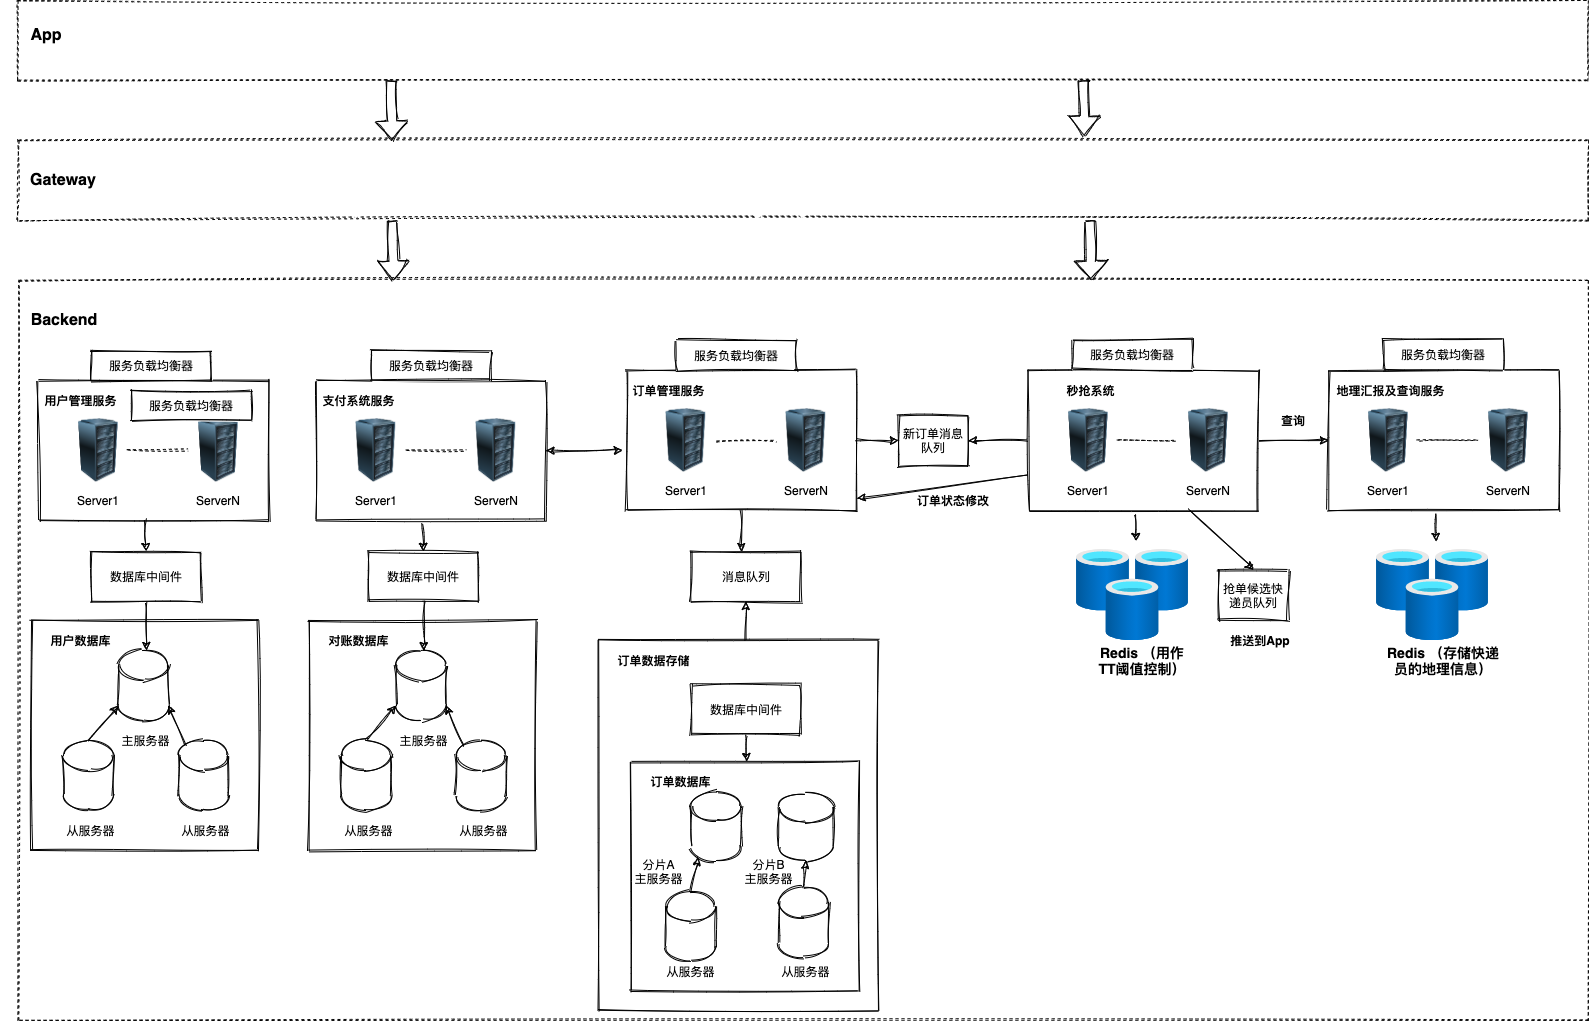 App
Gateway
Backend
服务负载均衡器
服务负载均衡器
服务负载均衡器
服务负载均衡器
服务负载均衡器
用户管理服务
服务负载均衡器
Server1
ServerN
支付系统服务
Server1
ServerN
订单管理服务
Server1
ServerN
新订单消息
队列
订单状态修改
秒抢系统
Server1
ServerN
查询
地理汇报及查询服务
Server1
ServerN
数据库中间件
数据库中间件
消息队列
抢单候选快
递员队列
推送到App
Redis （用作
TT阈值控制）
Redis （存储快递
员的地理信息）
用户数据库
主服务器
从服务器
从服务器
对账数据库
主服务器
从服务器
从服务器
订单数据存储
数据库中间件
订单数据库
分片A
主服务器
分片B
主服务器
从服务器
从服务器